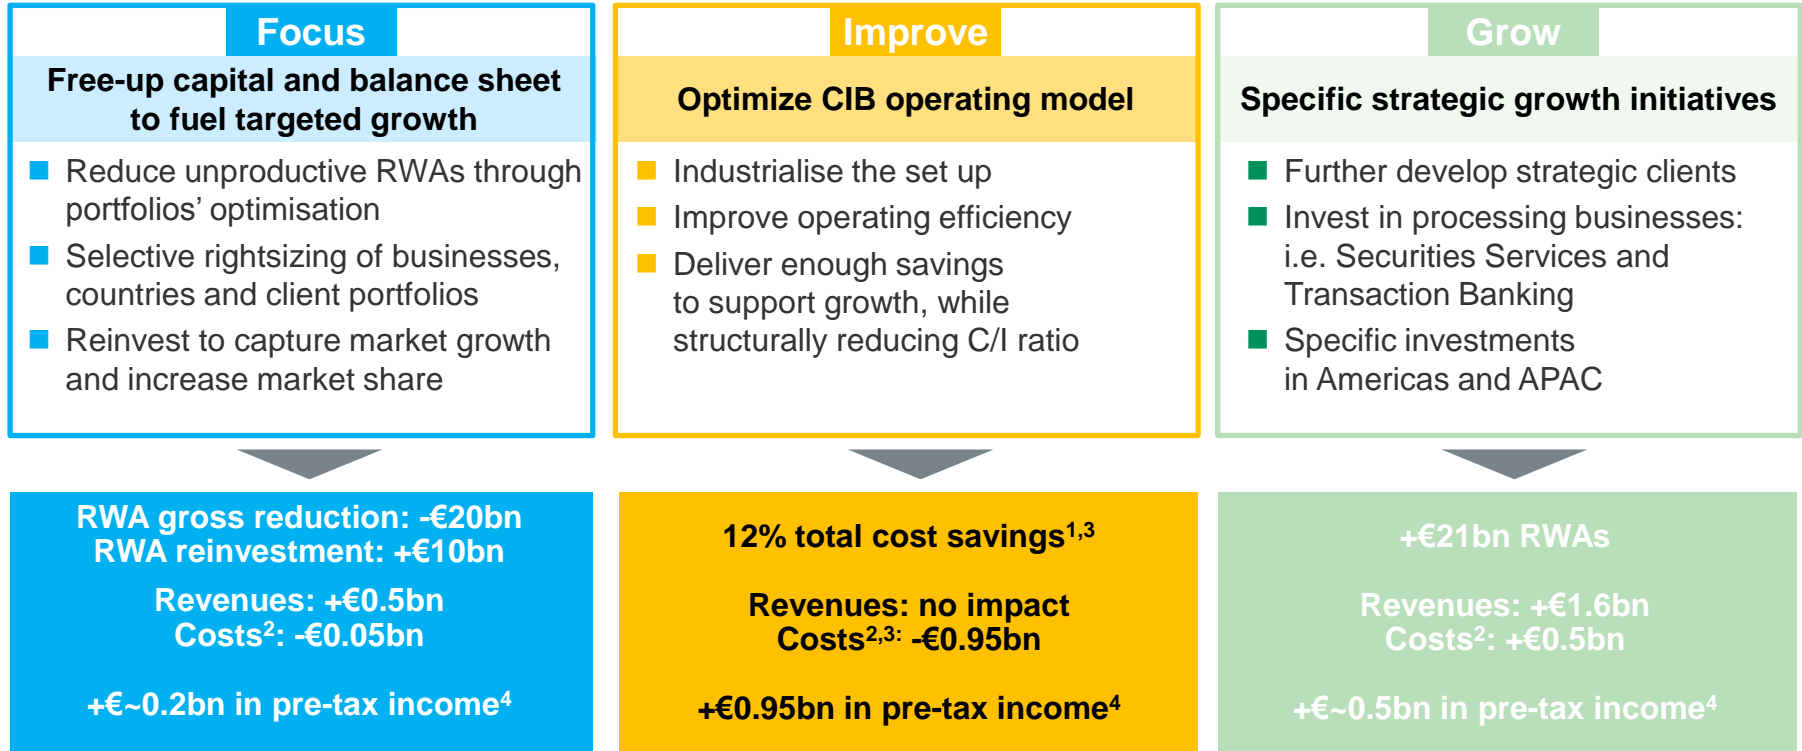 Focus
Free-up capital and balance sheet
to fuel targeted growth
Reduce unproductive RWAs through
portfolios' optimisation
Selective rightsizing of businesses,
countries and client portfolios
Reinvest to capture market growth
and increase market share
RWA gross reduction: -€20bn
RWA reinvestment: +€10bn
Revenues: +€0.5bn
Costs²: -€0.05bn
+€~0.2bn in pre-tax income⁴
Improve
Optimize CIB operating model
Industrialise the set up
Improve operating efficiency
Deliver enough savings
to support growth, while
structurally reducing C/I ratio
12% total cost savings¹,³
Revenues: no impact
Costs²,³: -€0.95bn
+€0.95bn in pre-tax income⁴
Grow
Specific strategic growth initiatives
Further develop strategic clients
Invest in processing businesses:
i.e. Securities Services and
Transaction Banking
Specific investments
in Americas and APAC
+€21bn RWAs
Revenues: +€1.6bn
Costs²: +€0.5bn
+€~0.5bn in pre-tax income⁴